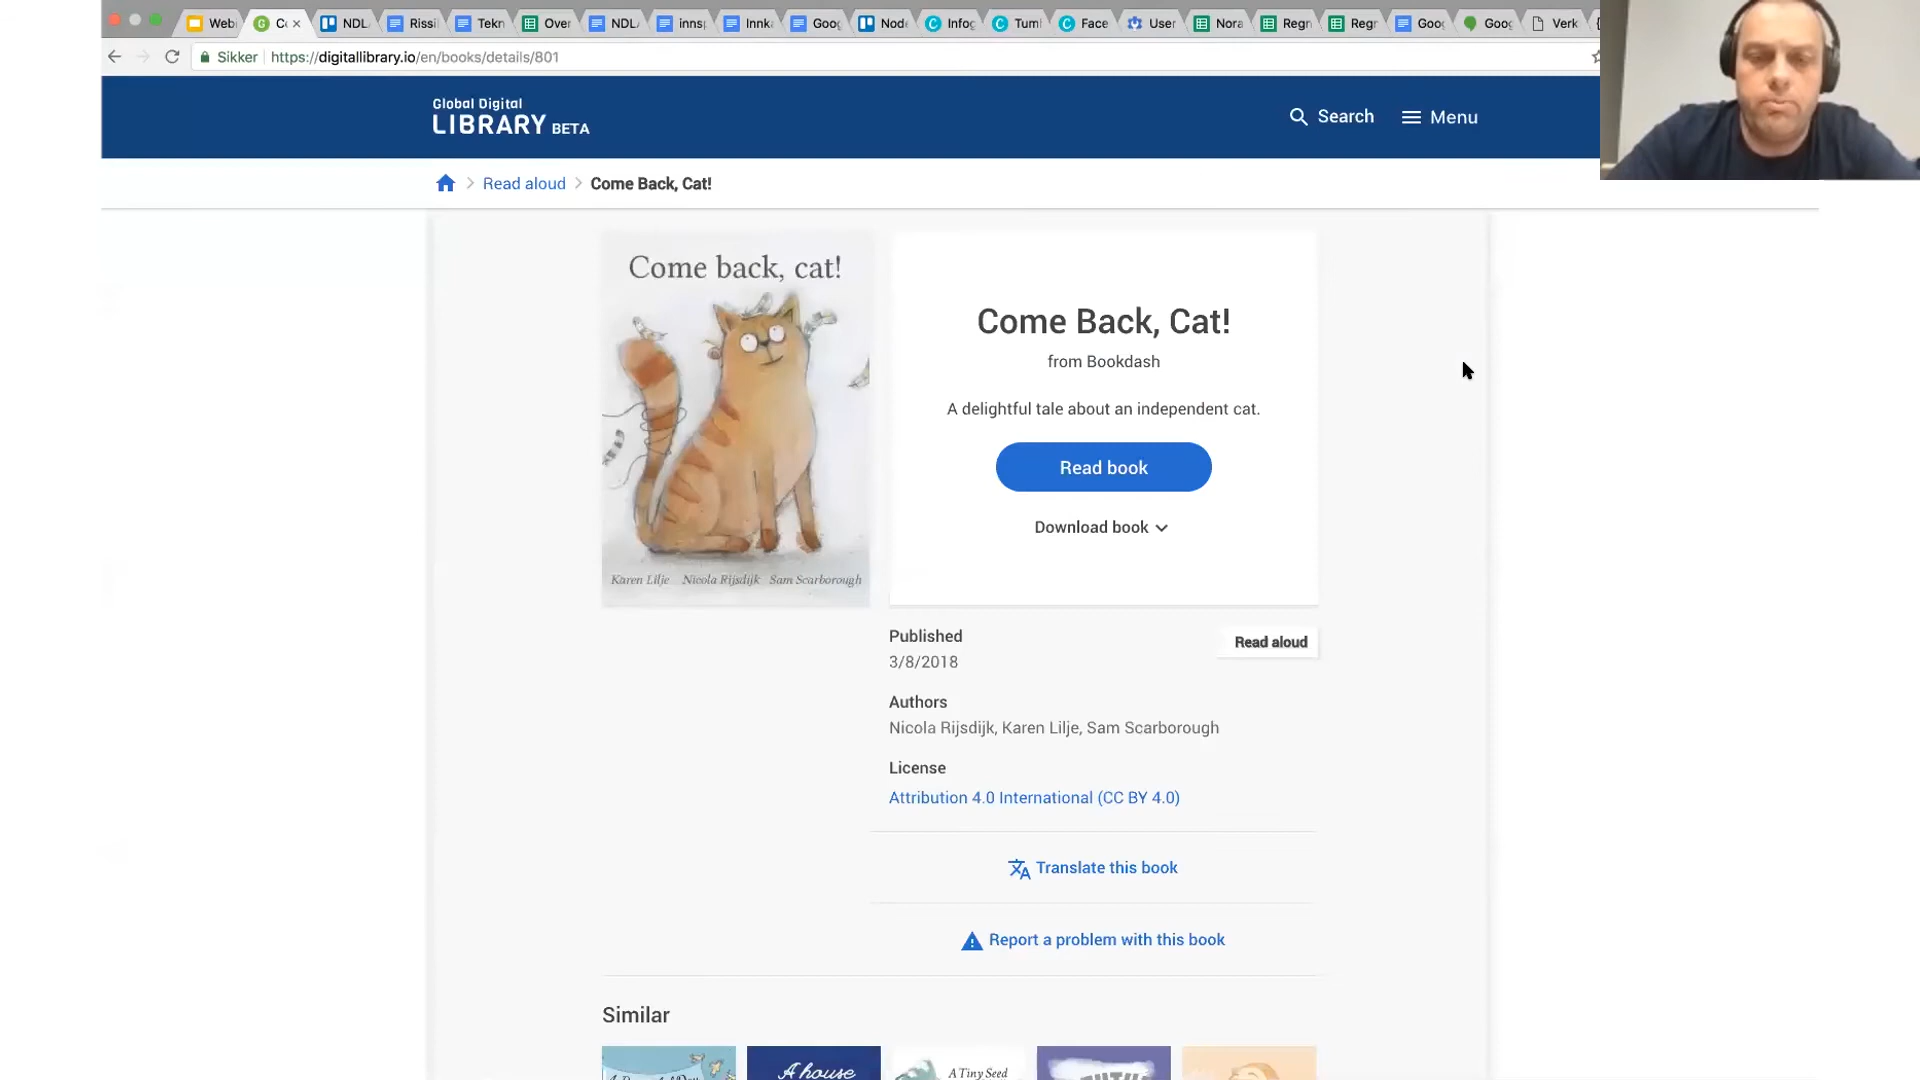 Web
NDL
Rissi
Tekn
Over
NDL
inns
Innk
Goog
Nod
Infog
Tuml
Face
User
Nora
Regn
Regr
Goog
Goog
Verk
Sikker https://digitallibrary.io/en/books/details/801
Global Digital
LIBRARY BETA
Search
Menu
Read aloud > Come Back, Cat!
Come back, cat!
Karen Lilje Nicola Rijsdijk Sam Scarborough
Come Back, Cat!
from Bookdash
A delightful tale about an independent cat.
Read book
Download book
Published
3/8/2018
Read aloud
Authors
Nicola Rijsdijk, Karen Lilje, Sam Scarborough
License
Attribution 4.0 International (CC BY 4.0)
Translate this book
Report a problem with this book
Similar
A house
A Tiny Seed